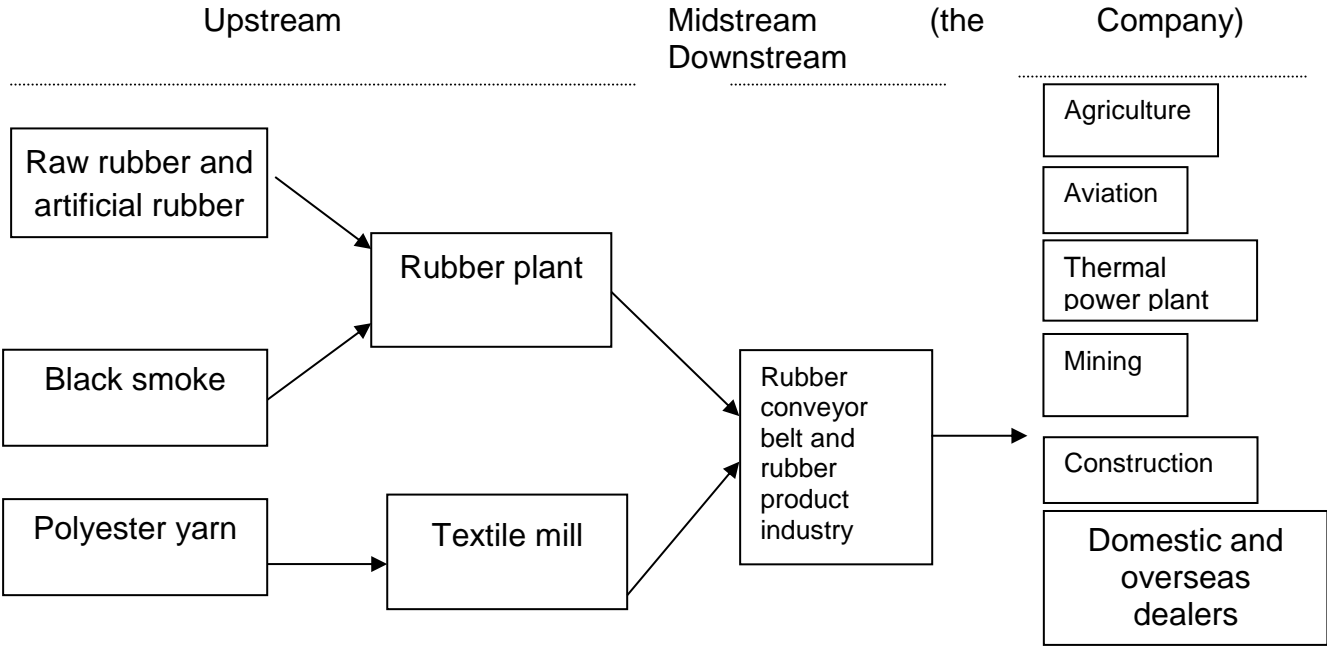 Upstream Midstream (the Company)
Downstream
Raw rubber and
artificial rubber
Black smoke
Polyester yarn
Rubber plant
Textile mill
Rubber
conveyor
belt and
rubber
product
industry
Agriculture
Aviation
Thermal
power plant
Mining
Construction
Domestic and
overseas
dealers